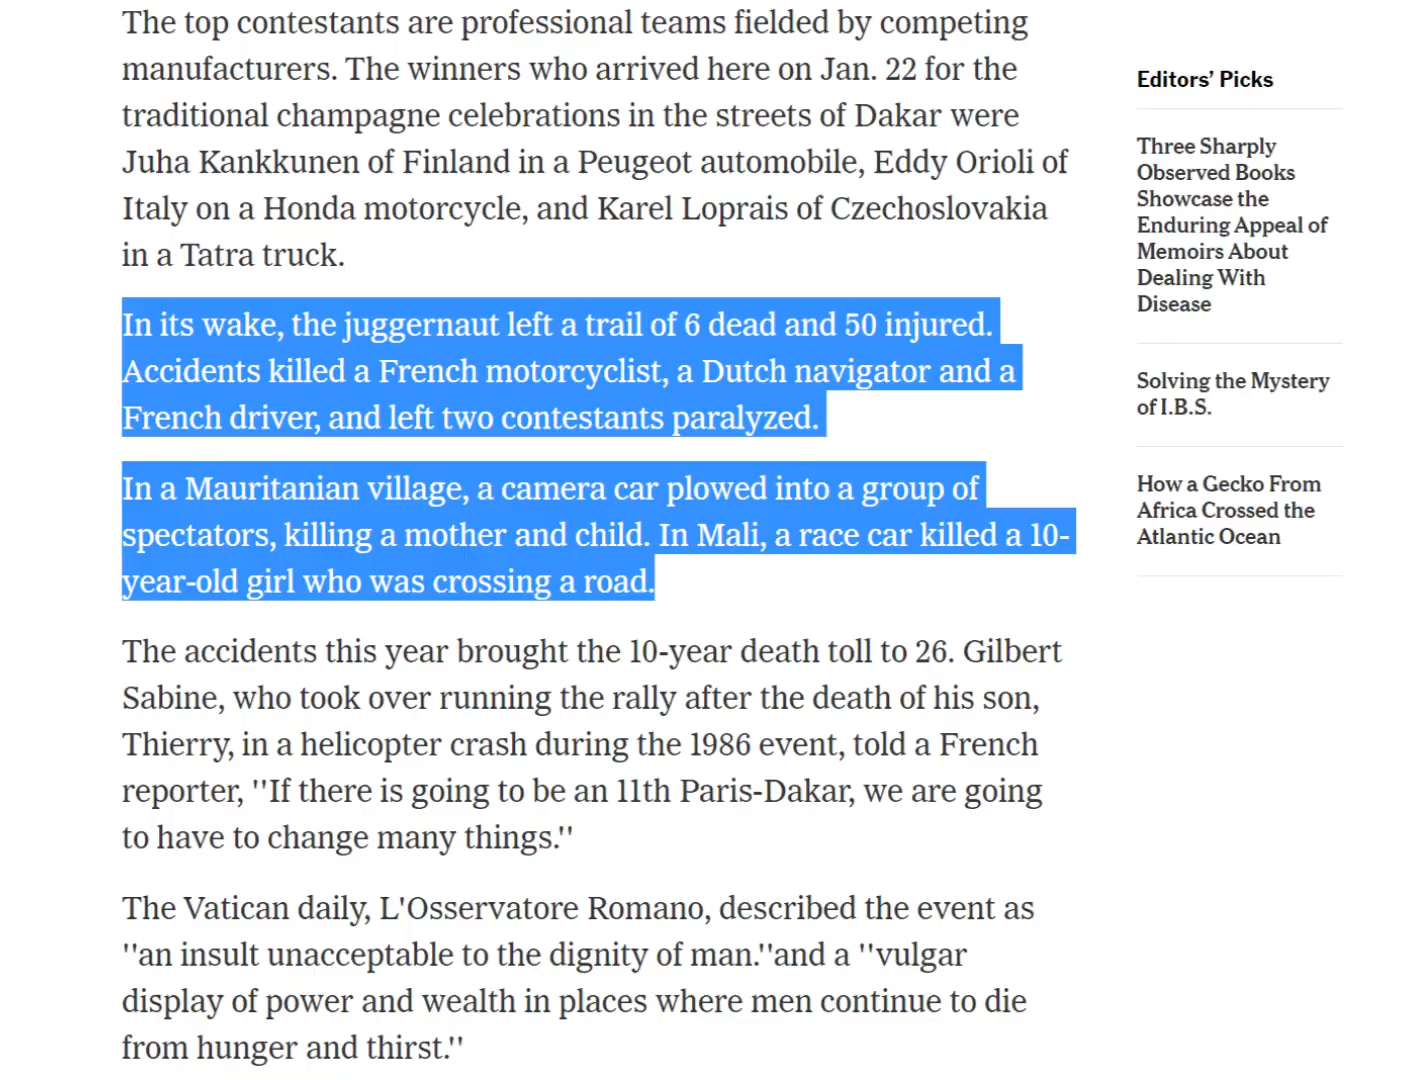 The top contestants are professional teams fielded by competing
manufacturers. The winners who arrived here on Jan. 22 for the
traditional champagne celebrations in the streets of Dakar were
Juha Kankkunen of Finland in a Peugeot automobile, Eddy Orioli of
Italy on a Honda motorcycle, and Karel Loprais of Czechoslovakia
in a Tatra truck.
In its wake, the juggernaut left a trail of 6 dead and 50 injured.
Accidents killed a French motorcyclist, a Dutch navigator and a
French driver, and left two contestants paralyzed.
In a Mauritanian village, a camera car plowed into a group of
spectators, killing a mother and child. In Mali, a race car killed a 10-
year-old girl who was crossing a road.
The accidents this year brought the 10-year death toll to 26. Gilbert
Sabine, who took over running the rally after the death of his son,
Thierry, in a helicopter crash during the 1986 event, told a French
reporter, ''If there is going to be an 11th Paris-Dakar, we are going
to have to change many things.''
The Vatican daily, L'Osservatore Romano, described the event as
''an insult unacceptable to the dignity of man.''and a ''vulgar
display of power and wealth in places where men continue to die
from hunger and thirst.''
Editors’ Picks
Three Sharply
Observed Books
Showcase the
Enduring Appeal of
Memoirs About
Dealing With
Disease
Solving the Mystery
of I.B.S.
How a Gecko From
Africa Crossed the
Atlantic Ocean